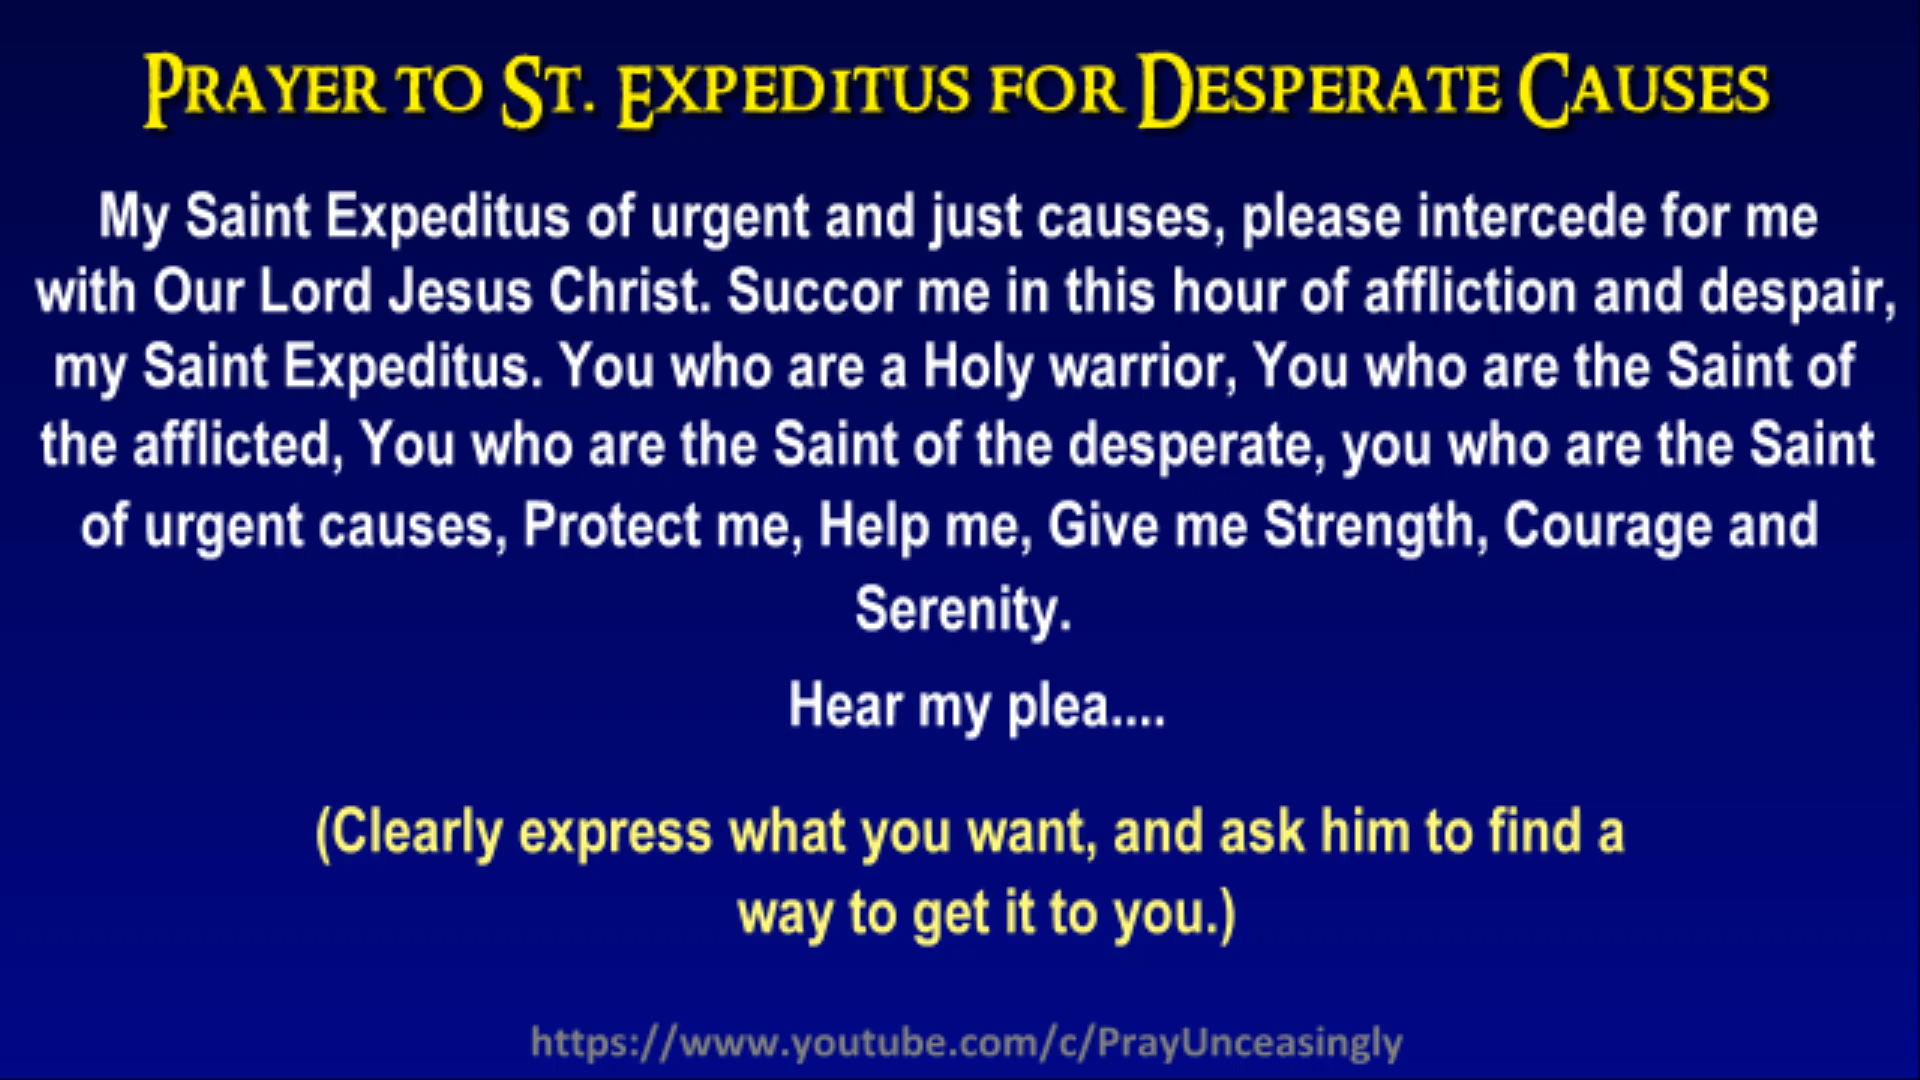 Prayer to St. Expeditus for Desperate Causes
My Saint Expeditus of urgent and just causes, please intercede for me
with Our Lord Jesus Christ. Succor me in this hour of affliction and despair,
my Saint Expeditus. You who are a Holy warrior, You who are the Saint of
the afflicted, You who are the Saint of the desperate, you who are the Saint
of urgent causes, Protect me, Help me, Give me Strength, Courage and
Serenity.
Hear my plea....
(Clearly express what you want, and ask him to find a
way to get it to you.)
https://www.youtube.com/c/PrayUnceasingly